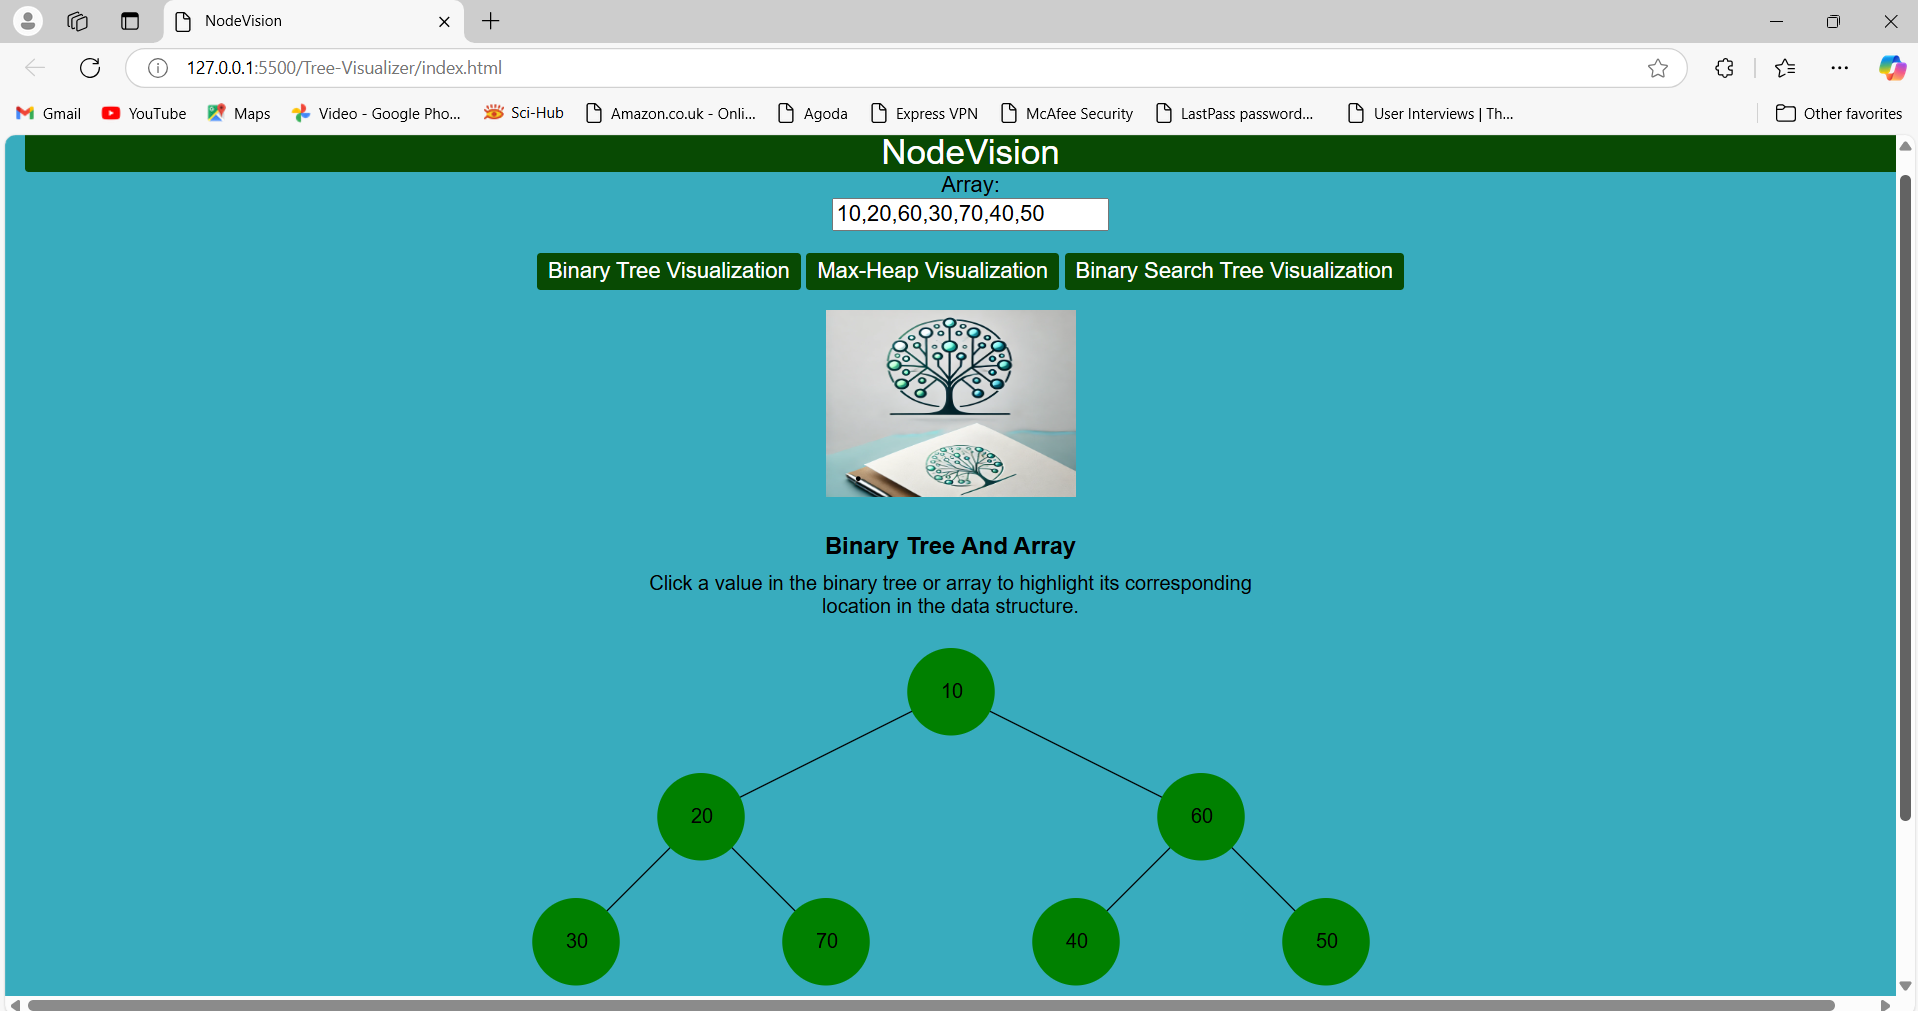 NodeVision
127.0.0.1:5500/Tree-Visualizer/index.html
Gmail YouTube Maps Video - Google Pho... Sci-Hub Amazon.co.uk - Onli... Agoda Express VPN McAfee Security LastPass password... User Interviews | Th... Other favorites
NodeVision
Array:
10,20,60,30,70,40,50
Binary Tree Visualization Max-Heap Visualization Binary Search Tree Visualization
Binary Tree And Array
Click a value in the binary tree or array to highlight its corresponding
location in the data structure.
10
20 60
30 70 40 50